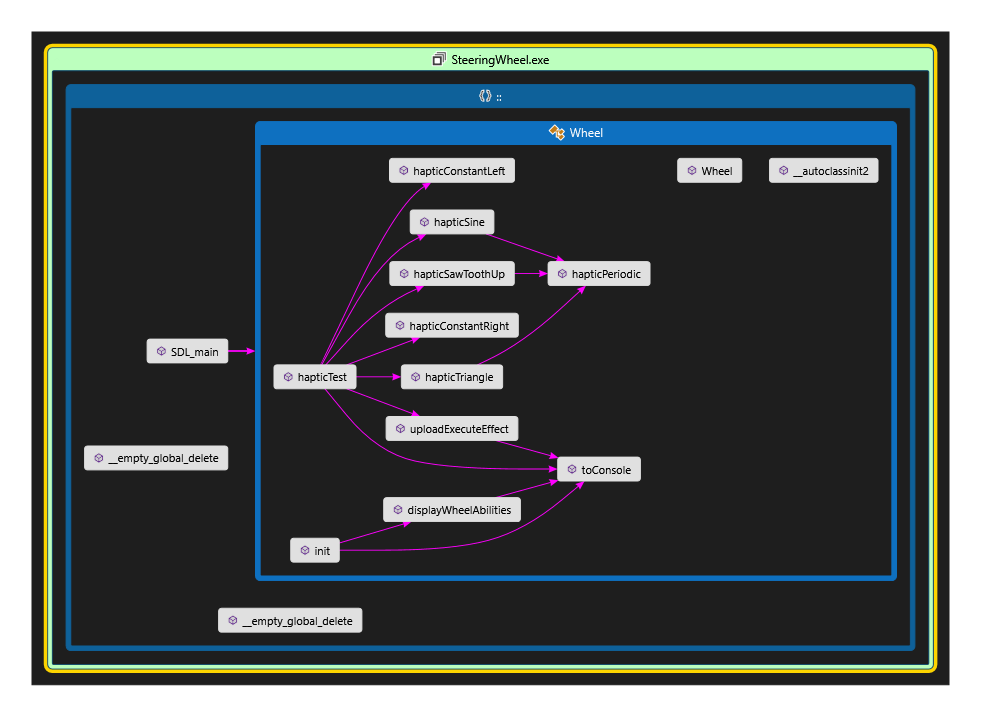 SteeringWheel.exe
::
Wheel
hapticConstantLeft
Wheel
__autoclassinit2
hapticSine
hapticSawToothUp
hapticPeriodic
hapticConstantRight
SDL_main
hapticTest
hapticTriangle
uploadExecuteEffect
__empty_global_delete
toConsole
displayWheelAbilities
init
__empty_global_delete